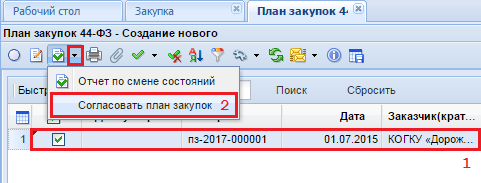 Рабочий стол Закупка План закупок 44-
План закупок 44-ФЗ - Создание нового
Отчет по смене состояний
Быстр Поиск Сбросить
Согласовать план закупок 2
Дата Заказчик(крат...
1 пз-2017-000001 01.07.2015 КОГКУ «Дорож...
1